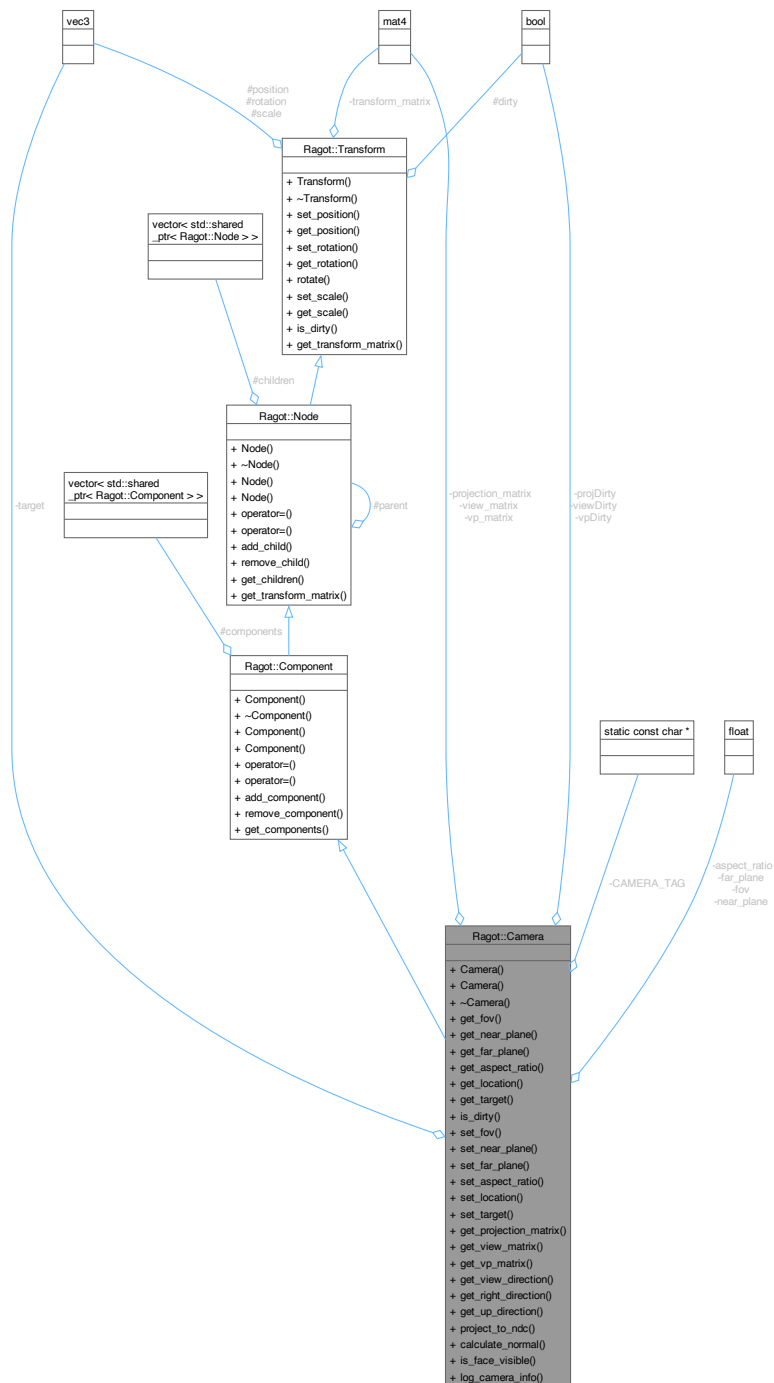 vec3
mat4
bool
#position
#rotation
#scale
-transform_matrix
#dirty
Ragot::Transform
+ Transform()
+ ~Transform()
+ set_position()
+ get_position()
+ set_rotation()
+ get_rotation()
+ rotate()
+ set_scale()
+ get_scale()
+ is_dirty()
+ get_transform_matrix()
vector< std::shared
_ptr< Ragot::Node > >
#children
Ragot::Node
+ Node()
+ ~Node()
+ Node()
+ Node()
+ operator=()
+ operator=()
+ add_child()
+ remove_child()
+ get_children()
+ get_transform_matrix()
#parent
vector< std::shared
_ptr< Ragot::Component > >
-target
-projection_matrix
-view_matrix
-vp_matrix
-projDirty
-viewDirty
-vpDirty
#components
Ragot::Component
+ Component()
+ ~Component()
+ Component()
+ Component()
+ operator=()
+ operator=()
+ add_component()
+ remove_component()
+ get_components()
static const char *
float
-CAMERA_TAG
-aspect_ratio
-far_plane
-fov
-near_plane
Ragot::Camera
+ Camera()
+ Camera()
+ ~Camera()
+ get_fov()
+ get_near_plane()
+ get_far_plane()
+ get_aspect_ratio()
+ get_location()
+ get_target()
+ is_dirty()
+ set_fov()
+ set_near_plane()
+ set_far_plane()
+ set_aspect_ratio()
+ set_location()
+ set_target()
+ get_projection_matrix()
+ get_view_matrix()
+ get_vp_matrix()
+ get_view_direction()
+ get_right_direction()
+ get_up_direction()
+ project_to_ndc()
+ calculate_normal()
+ is_face_visible()
+ log_camera_info()